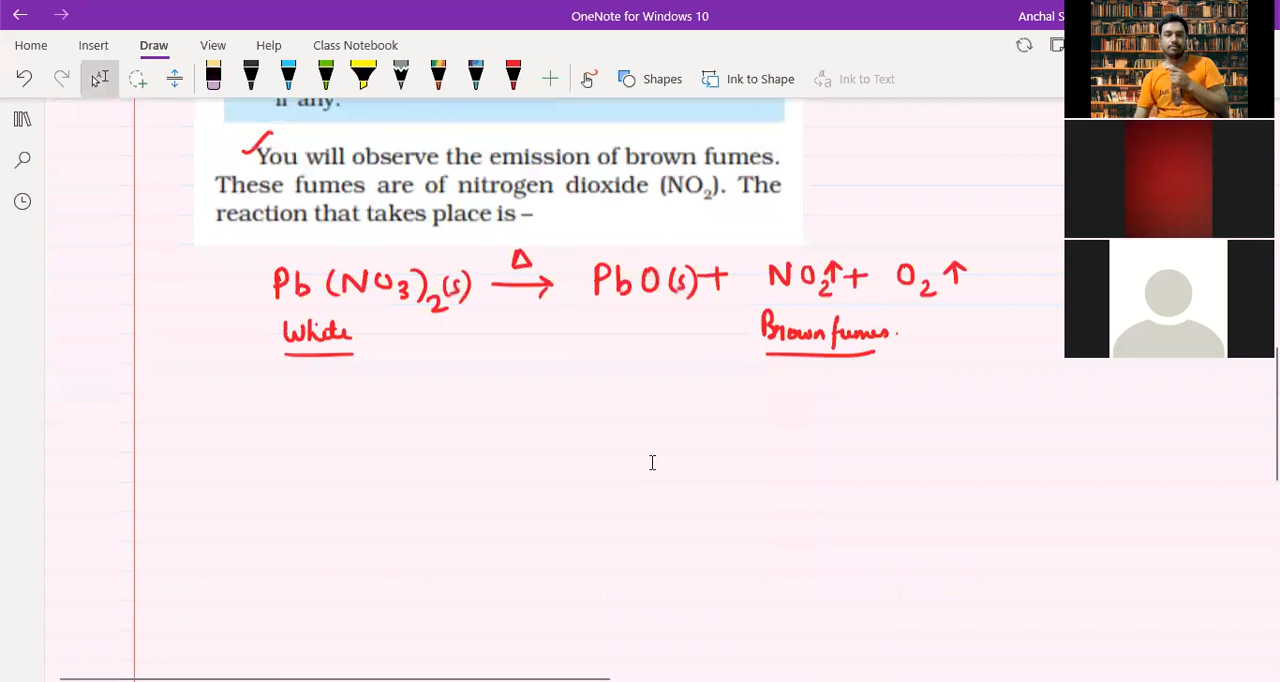 OneNote for Windows 10
Anchal S
Home Insert Draw View Help Class Notebook
Shapes Ink to Shape Ink to Text
if any.
You will observe the emission of brown fumes.
These fumes are of nitrogen dioxide (NO₂). The
reaction that takes place is –
Δ
Pb(NO₃)₂(s) → PbO(s) + NO₂↑ + O₂↑
White Brown fumes.